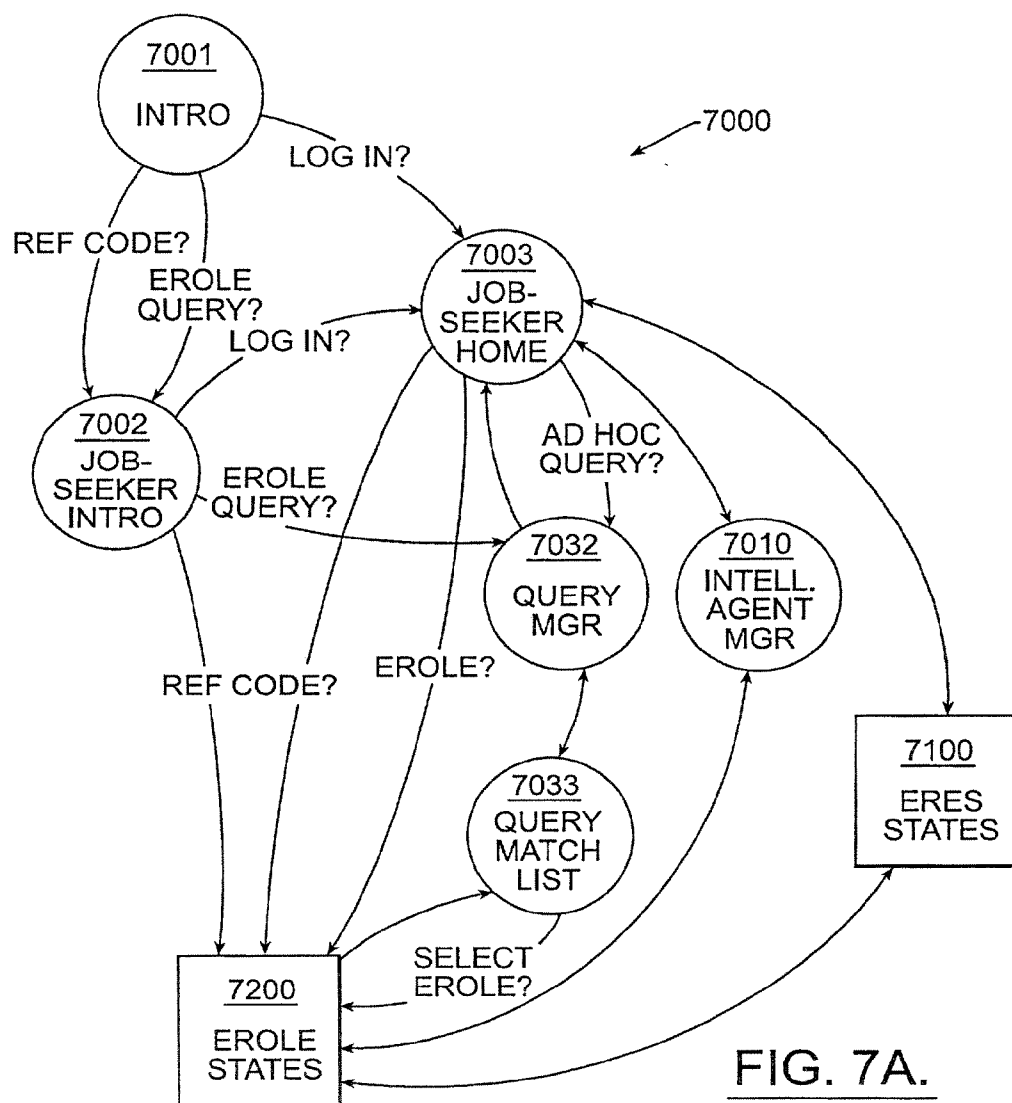 7001
INTRO
7000
LOG IN?
REF CODE?
EROLE
QUERY?
LOG IN?
7003
JOB-
SEEKER
HOME
7002
JOB-
SEEKER
INTRO
EROLE
QUERY?
AD HOC
QUERY?
7032
QUERY
MGR
7010
INTELL.
AGENT
MGR
REF CODE?
EROLE?
7100
ERES
STATES
7033
QUERY
MATCH
LIST
SELECT
EROLE?
7200
EROLE
STATES
FIG. 7A.